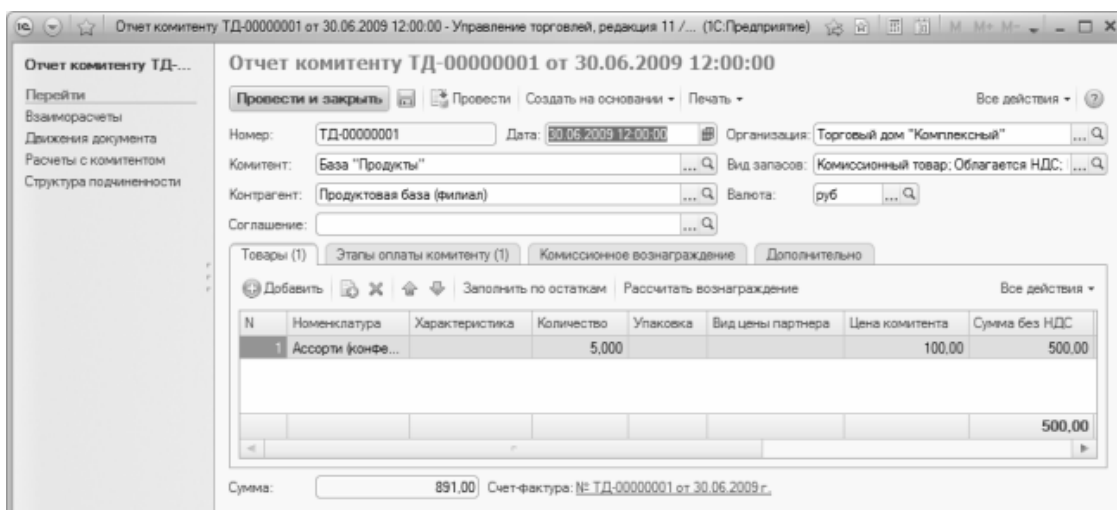 Отчет комитенту ТД-00000001 от 30.06.2009 12:00:00 - Управление торговлей, редакция 11 /... (1С:Предприятие) M M+ M-
Отчет комитенту ТД-...
Перейти
Взаиморасчеты
Движения документа
Расчеты с комитентом
Структура подчиненности
Отчет комитенту ТД-00000001 от 30.06.2009 12:00:00
Провести и закрыть Провести Создать на основании Печать Все действия
Номер: ТД-00000001 Дата: 30.06.2009 12:00:00 Организация: Торговый дом "Комплексный" ...
Комитент: База "Продукты" ... Вид запасов: Комиссионный товар; Облагается НДС; ...
Контрагент: Продуктовая база (филиал) ... Валюта: руб ...
Соглашение: ...
Товары (1) Этапы оплаты комитенту (1) Комиссионное вознаграждение Дополнительно
Добавить Заполнить по остаткам Рассчитать вознаграждение Все действия
N Номенклатура Характеристика Количество Упаковка Вид цены партнера Цена комитента Сумма без НДС
1 Ассорти (конфе... 5,000 100,00 500,00
500,00
Сумма: 891,00 Счет-фактура: № ТД-00000001 от 30.06.2009 г.